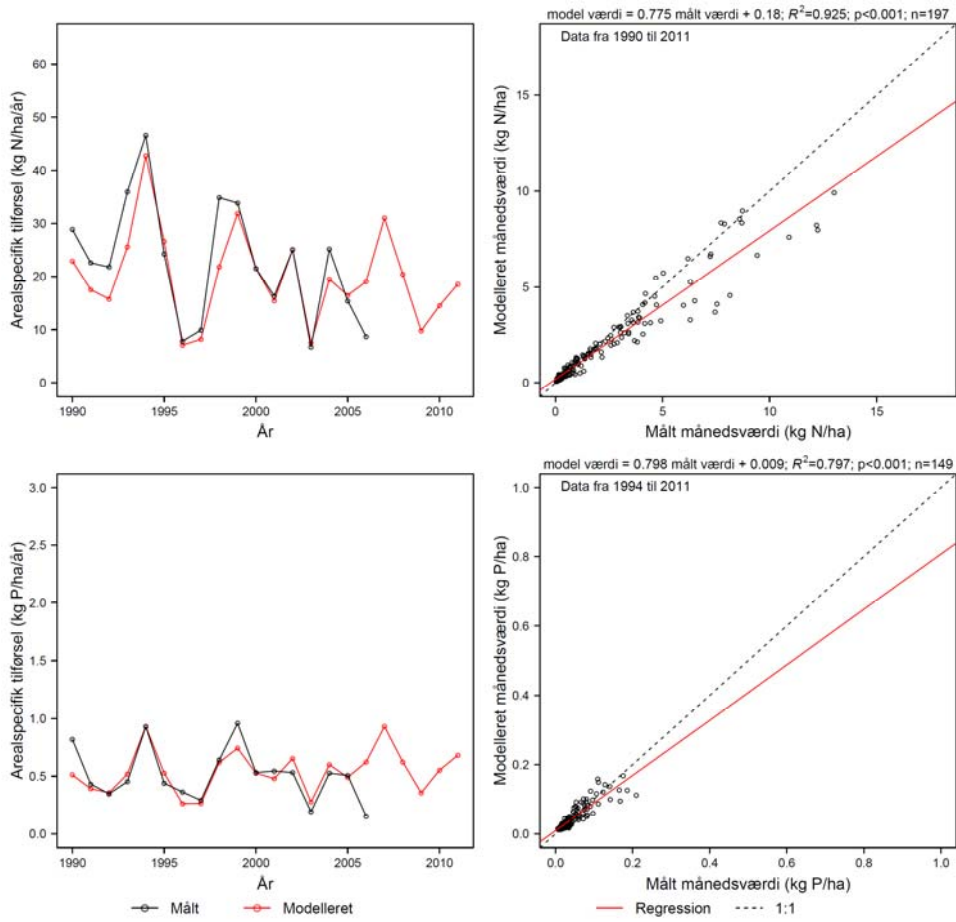 model værdi = 0.775 målt værdi + 0.18; R²=0.925; p<0.001; n=197
Data fra 1990 til 2011
60
50
40
30
20
10
0
Arealspecifik tilførsel (kg N/ha/år)
1990 1995 2000 2005 2010
År
15
10
5
0
Modelleret månedsværdi (kg N/ha)
0 5 10 15
Målt månedsværdi (kg N/ha)
model værdi = 0.798 målt værdi + 0.009; R²=0.797; p<0.001; n=149
Data fra 1994 til 2011
3.0
2.5
2.0
1.5
1.0
0.5
0.0
Arealspecifik tilførsel (kg P/ha/år)
1990 1995 2000 2005 2010
År
1.0
0.8
0.6
0.4
0.2
0.0
Modelleret månedsværdi (kg P/ha)
0.0 0.2 0.4 0.6 0.8 1.0
Målt månedsværdi (kg P/ha)
Målt Modelleret Regression 1:1